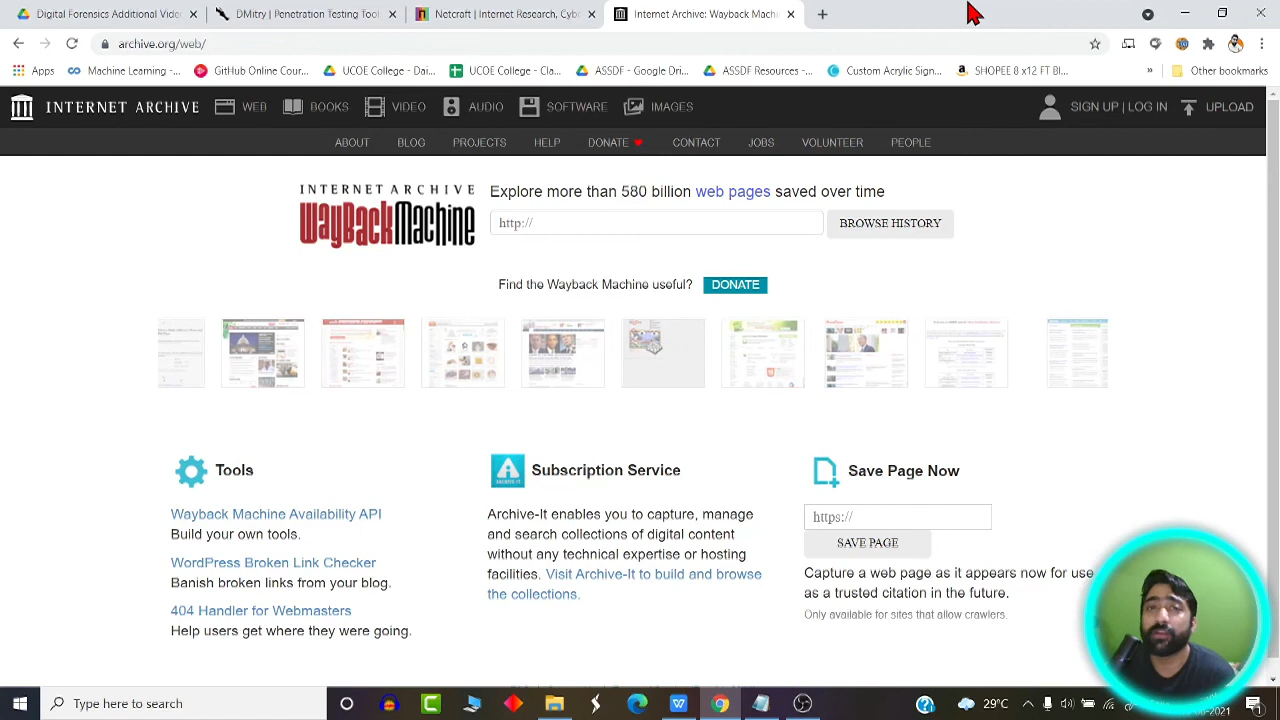 Digital Forensics Additional Video
DMitry | Penetration Testing Tool
Netcraft | Internet Research, Cyb
Internet Archive: Wayback Mach
archive.org/web/
Apps
Machine Learning -...
GitHub Online Cour...
UCOE College - Dai...
UCOE College - Cla...
ASSDF - Google Dri...
ASSDF Resources -...
Custom Acrylic Sign...
SHOPEE 8 x12 FT Bl...
»
Other bookmarks
INTERNET ARCHIVE
WEB
BOOKS
VIDEO
AUDIO
SOFTWARE
IMAGES
SIGN UP | LOG IN
UPLOAD
ABOUT
BLOG
PROJECTS
HELP
DONATE
CONTACT
JOBS
VOLUNTEER
PEOPLE
INTERNET ARCHIVE
WayBackMachine
Explore more than 580 billion web pages saved over time
http://
BROWSE HISTORY
Find the Wayback Machine useful?
DONATE
Tools
Wayback Machine Availability API
Build your own tools.
WordPress Broken Link Checker
Banish broken links from your blog.
404 Handler for Webmasters
Help users get where they were going.
Subscription Service
Archive-It enables you to capture, manage
and search collections of digital content
without any technical expertise or hosting
facilities. Visit Archive-It to build and browse
the collections.
Save Page Now
https://
SAVE PAGE
Capture a web page as it appears now for use
as a trusted citation in the future.
Only available for sites that allow crawlers.
Type here to search
29°C